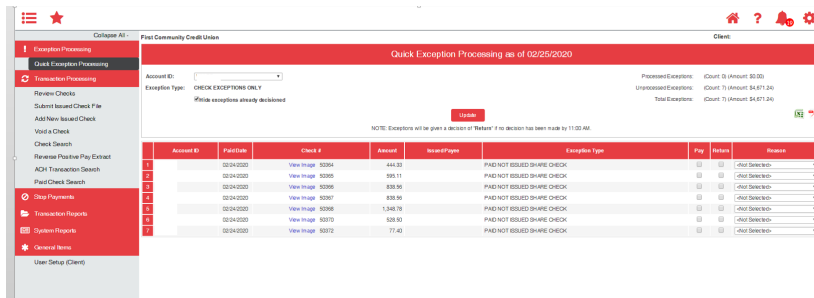 19
Collapse All -
First Community Credit Union
Client:
Exception Processing
Quick Exception Processing
Transaction Processing
Review Checks
Submit Issued Check File
Add New Issued Check
Void a Check
Check Search
Reverse Positive Pay Extract
ACH Transaction Search
Paid Check Search
Stop Payments
Transaction Reports
System Reports
General Items
User Setup (Client)
Quick Exception Processing as of 02/25/2020
Account ID:
Processed Exceptions: (Count: 0) (Amount: $0.00)
Exception Type: CHECK EXCEPTIONS ONLY
Unprocessed Exceptions: (Count: 7) (Amount: $4,671.24)
Hide exceptions already decisioned
Total Exceptions: (Count: 7) (Amount: $4,671.24)
Update
NOTE: Exceptions will be given a decision of 'Return' if no decision has been made by 11:00 AM.
Account ID Paid Date Check # Amount Issued Payee Exception Type Pay Return Reason
1 02/24/2020 View Image 50364 444.33 PAID NOT ISSUED SHARE CHECK <Not Selected>
2 02/24/2020 View Image 50365 595.11 PAID NOT ISSUED SHARE CHECK <Not Selected>
3 02/24/2020 View Image 50366 838.56 PAID NOT ISSUED SHARE CHECK <Not Selected>
4 02/24/2020 View Image 50367 838.56 PAID NOT ISSUED SHARE CHECK <Not Selected>
5 02/24/2020 View Image 50368 1,348.78 PAID NOT ISSUED SHARE CHECK <Not Selected>
6 02/24/2020 View Image 50370 528.50 PAID NOT ISSUED SHARE CHECK <Not Selected>
7 02/24/2020 View Image 50372 77.40 PAID NOT ISSUED SHARE CHECK <Not Selected>